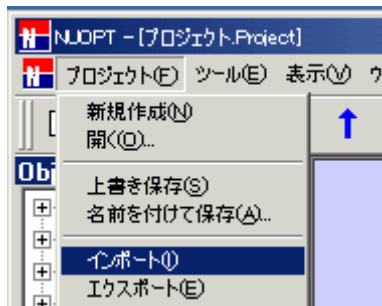 NUOPT - [プロジェクト.Project]
プロジェクト(F) ツール(E) 表示(V) ウ
新規作成(N)
開く(O)...
Obj
上書き保存(S)
名前を付けて保存(A)...
インポート(I)
エクスポート(E)